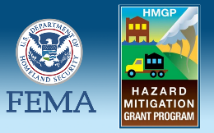 U.S. DEPARTMENT OF
HOMELAND SECURITY
FEMA
HMGP
HAZARD
MITIGATION
GRANT PROGRAM